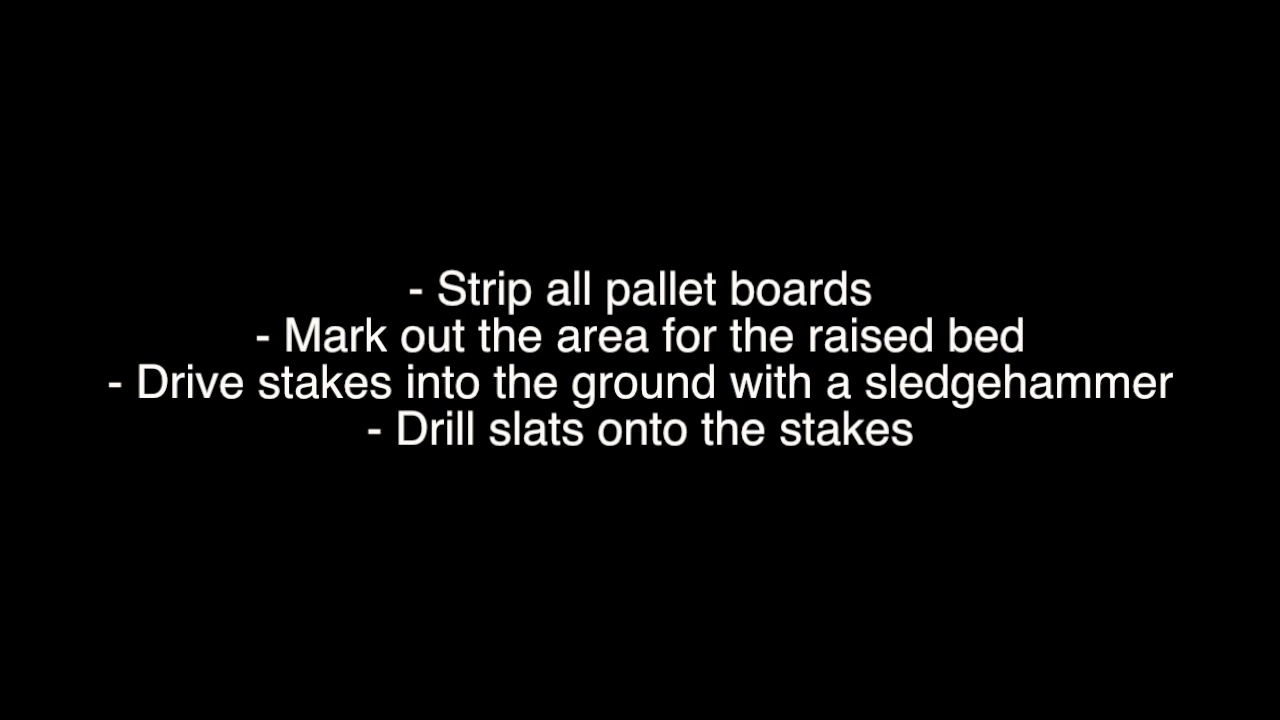 - Strip all pallet boards
- Mark out the area for the raised bed
- Drive stakes into the ground with a sledgehammer
- Drill slats onto the stakes